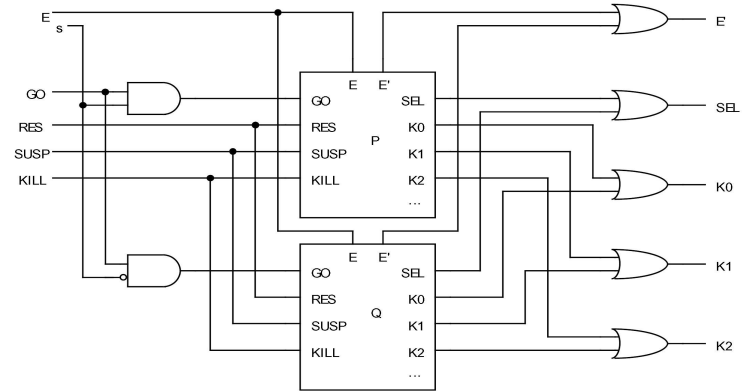 E
s
E'
E E'
GO
GO SEL
SEL
RES
RES K0
SUSP
SUSP P K1
KILL
KILL K2
K0
...
E E'
K1
GO SEL
RES K0
Q
SUSP K1
KILL K2
K2
...